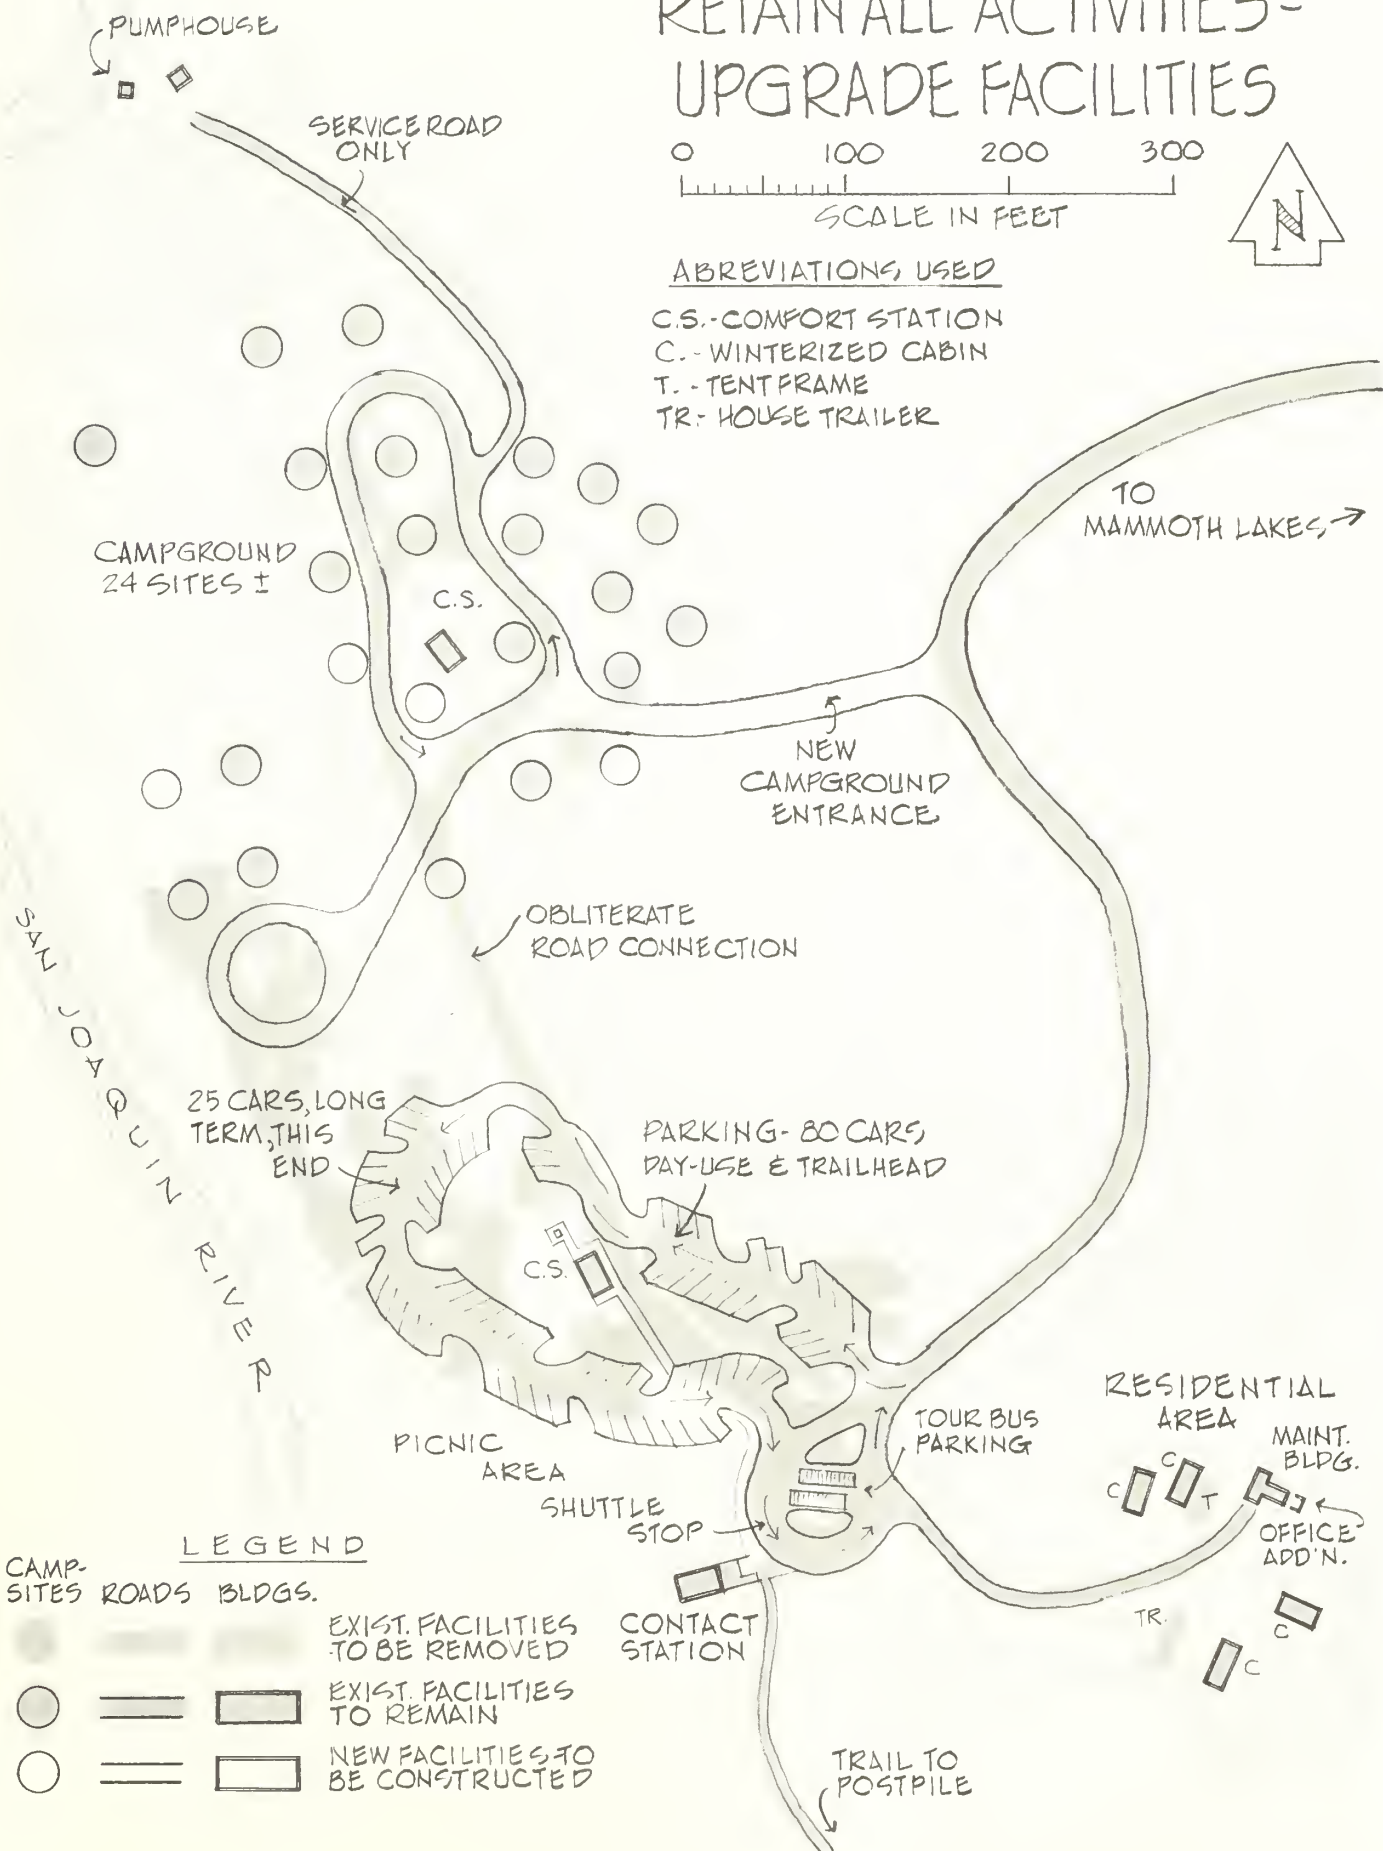 RETAIN ALL ACTIVITIES-
UPGRADE FACILITIES
0 100 200 300
SCALE IN FEET
N
ABREVIATIONS USED
C.S.-COMFORT STATION
C. - WINTERIZED CABIN
T. - TENT FRAME
TR.- HOUSE TRAILER
PUMPHOUSE
SERVICE ROAD
ONLY
TO
MAMMOTH LAKES
CAMPGROUND
24 SITES ±
C.S.
NEW
CAMPGROUND
ENTRANCE
OBLITERATE
ROAD CONNECTION
SAN JOAQUIN RIVER
25 CARS, LONG
TERM, THIS
END
PARKING- 80 CARS,
DAY-USE & TRAILHEAD
C.S.
PICNIC
AREA
SHUTTLE
STOP
TOUR BUS
PARKING
RESIDENTIAL
AREA
MAINT.
BLDG.
C
C
T
OFFICE
ADD'N.
TR.
C
C
CONTACT
STATION
TRAIL TO
POSTPILE
LEGEND
CAMP-
SITES ROADS BLDGS.
EXIST. FACILITIES
TO BE REMOVED
EXIST. FACILITIES
TO REMAIN
NEW FACILITIES TO
BE CONSTRUCTED